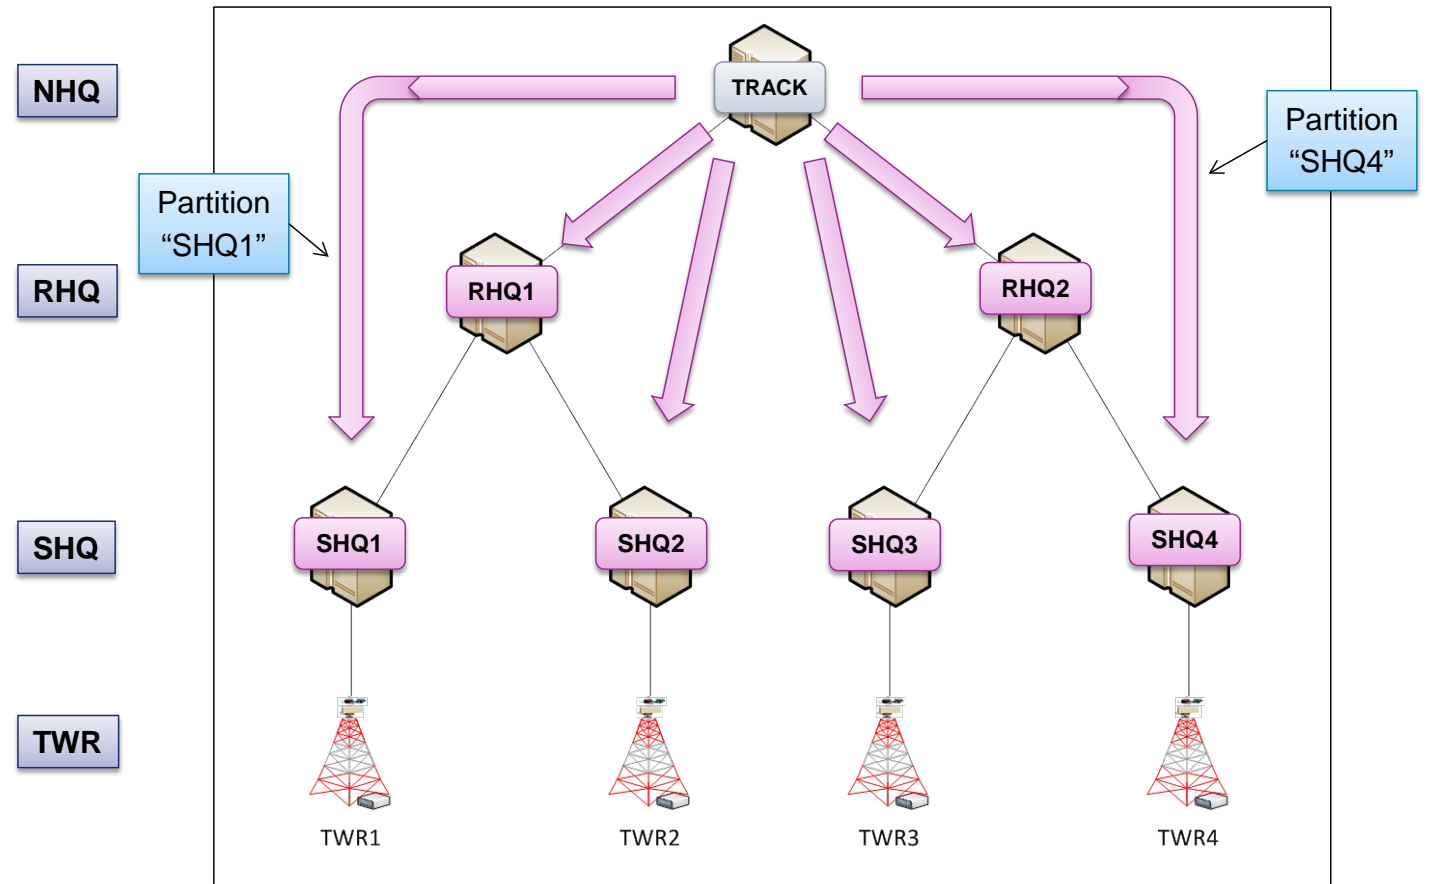 NHQ
TRACK
Partition
“SHQ4”
Partition
“SHQ1”
RHQ
RHQ1
RHQ2
SHQ
SHQ1
SHQ2
SHQ3
SHQ4
TWR
TWR1
TWR2
TWR3
TWR4